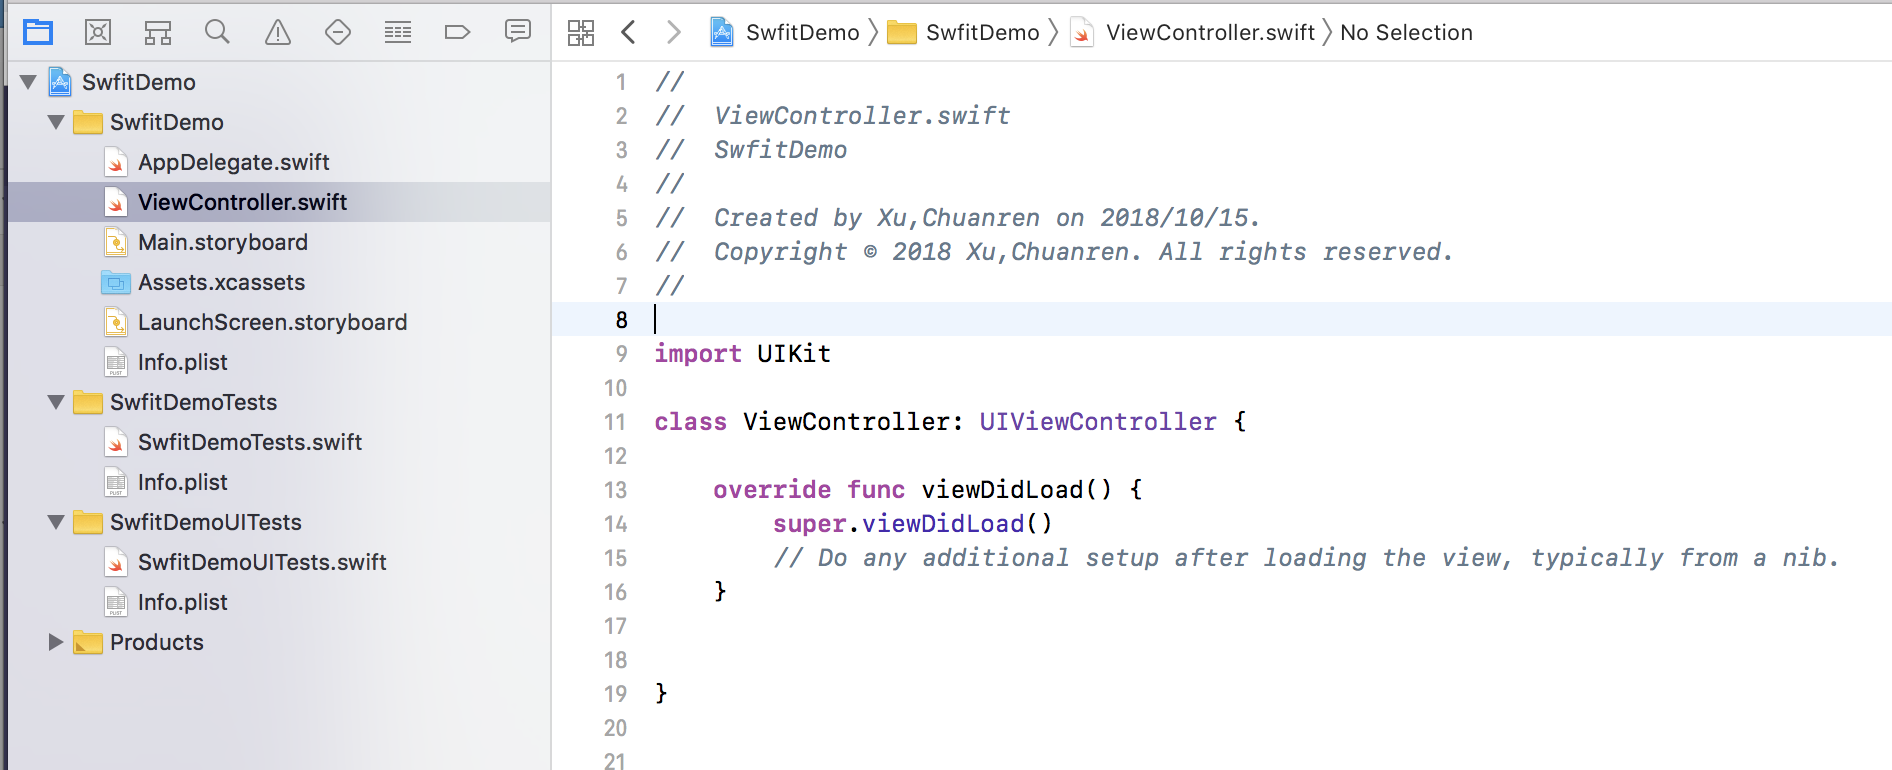 SwfitDemo 〉 SwfitDemo 〉 ViewController.swift 〉 No Selection
SwfitDemo
SwfitDemo
AppDelegate.swift
ViewController.swift
Main.storyboard
Assets.xcassets
LaunchScreen.storyboard
Info.plist
SwfitDemoTests
SwfitDemoTests.swift
Info.plist
SwfitDemoUITests
SwfitDemoUITests.swift
Info.plist
Products
1 //
2 //  ViewController.swift
3 //  SwfitDemo
4 //
5 //  Created by Xu,Chuanren on 2018/10/15.
6 //  Copyright © 2018 Xu,Chuanren. All rights reserved.
7 //
8
9 import UIKit
10
11 class ViewController: UIViewController {
12
13     override func viewDidLoad() {
14         super.viewDidLoad()
15         // Do any additional setup after loading the view, typically from a nib.
16     }
17
18
19 }
20
21